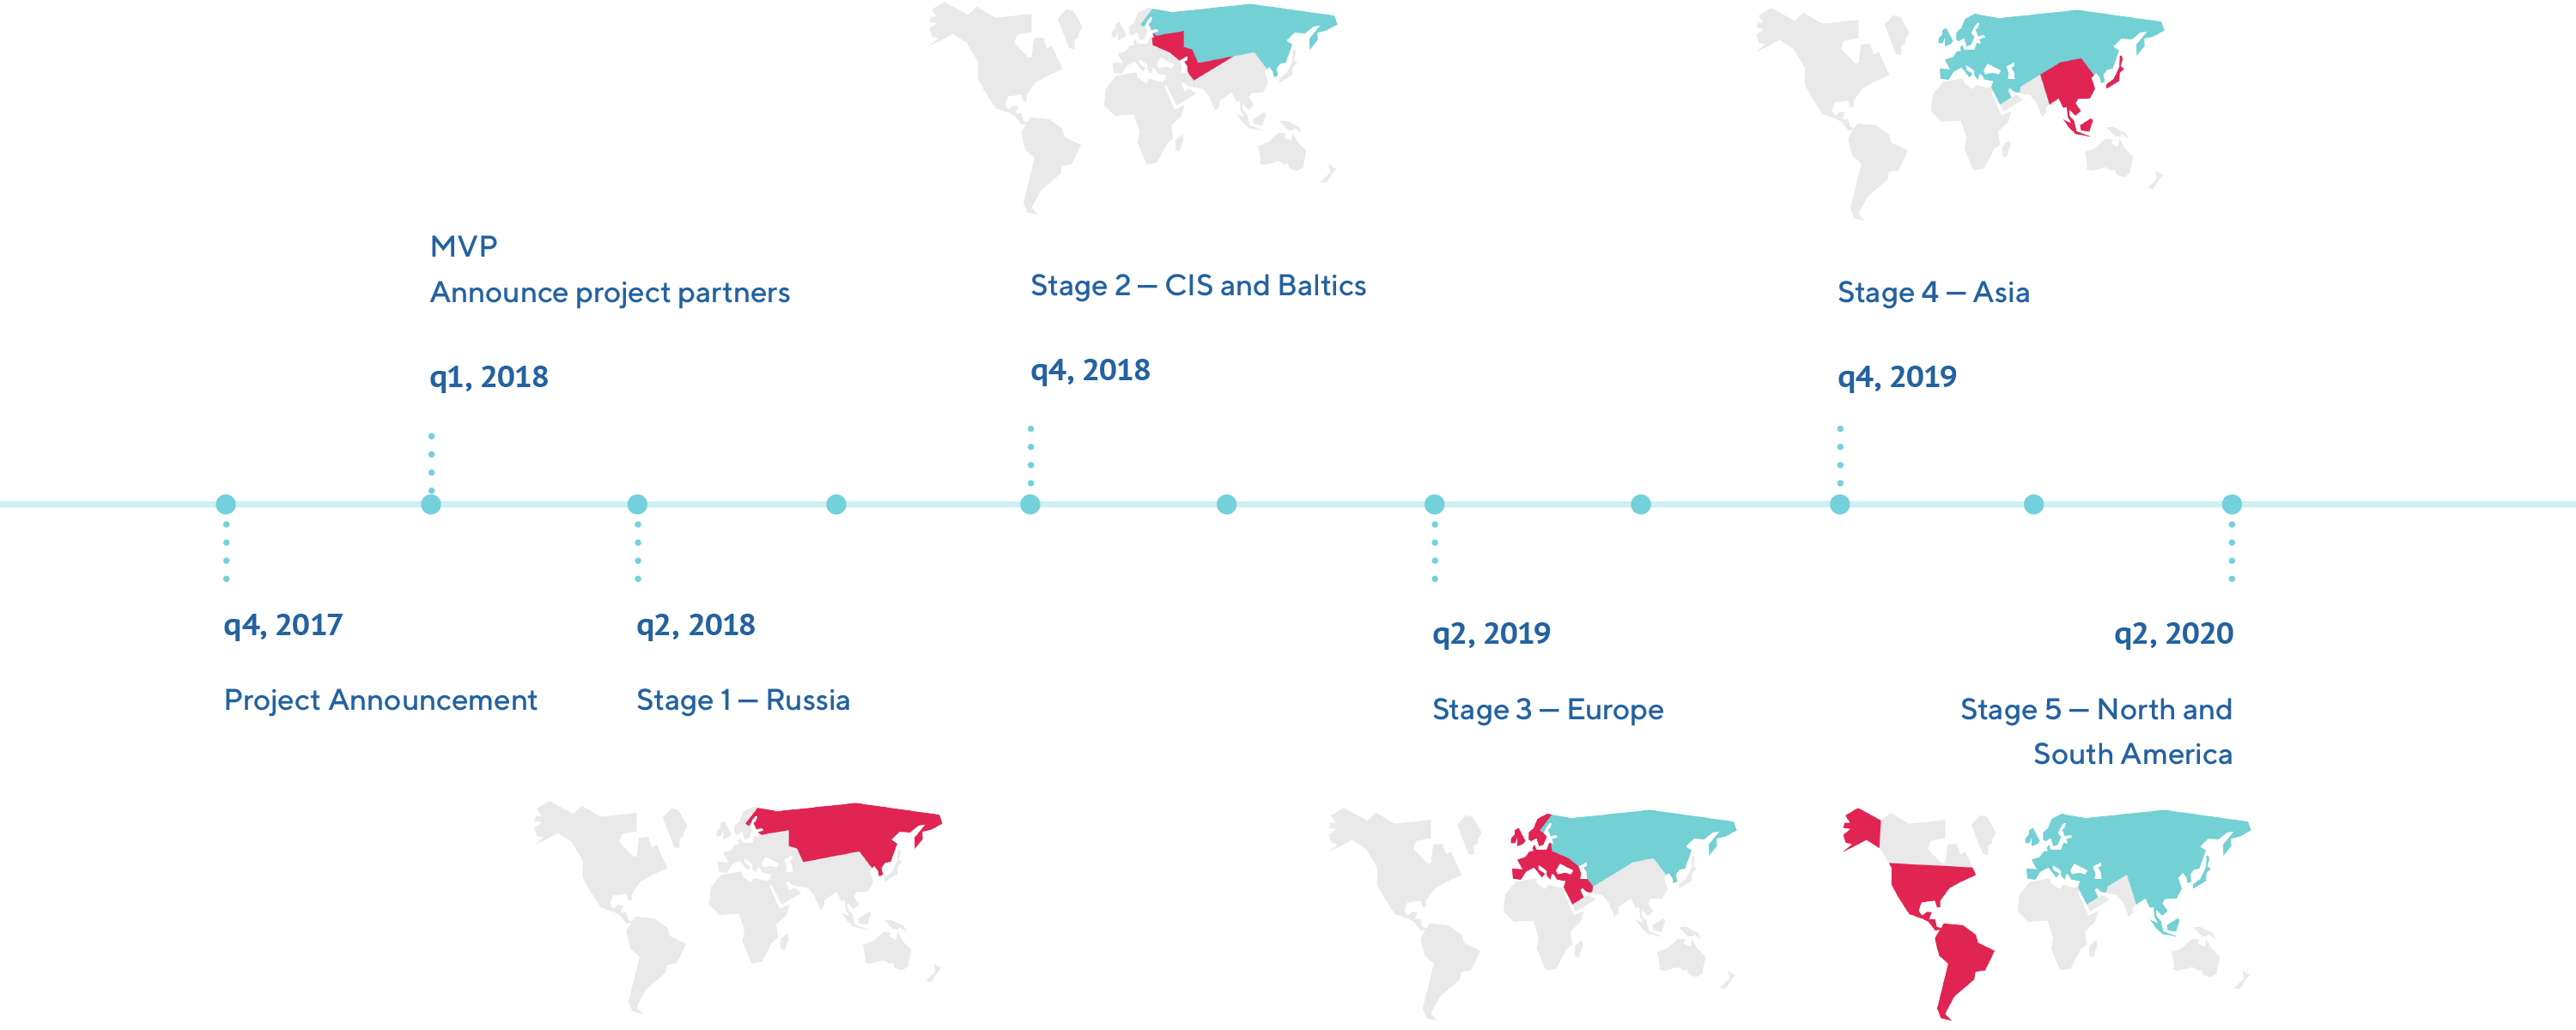 MVP
Announce project partners
q1, 2018
Stage 2 — CIS and Baltics
q4, 2018
Stage 4 — Asia
q4, 2019
q4, 2017
Project Announcement
q2, 2018
Stage 1 — Russia
q2, 2019
Stage 3 — Europe
q2, 2020
Stage 5 — North and
South America